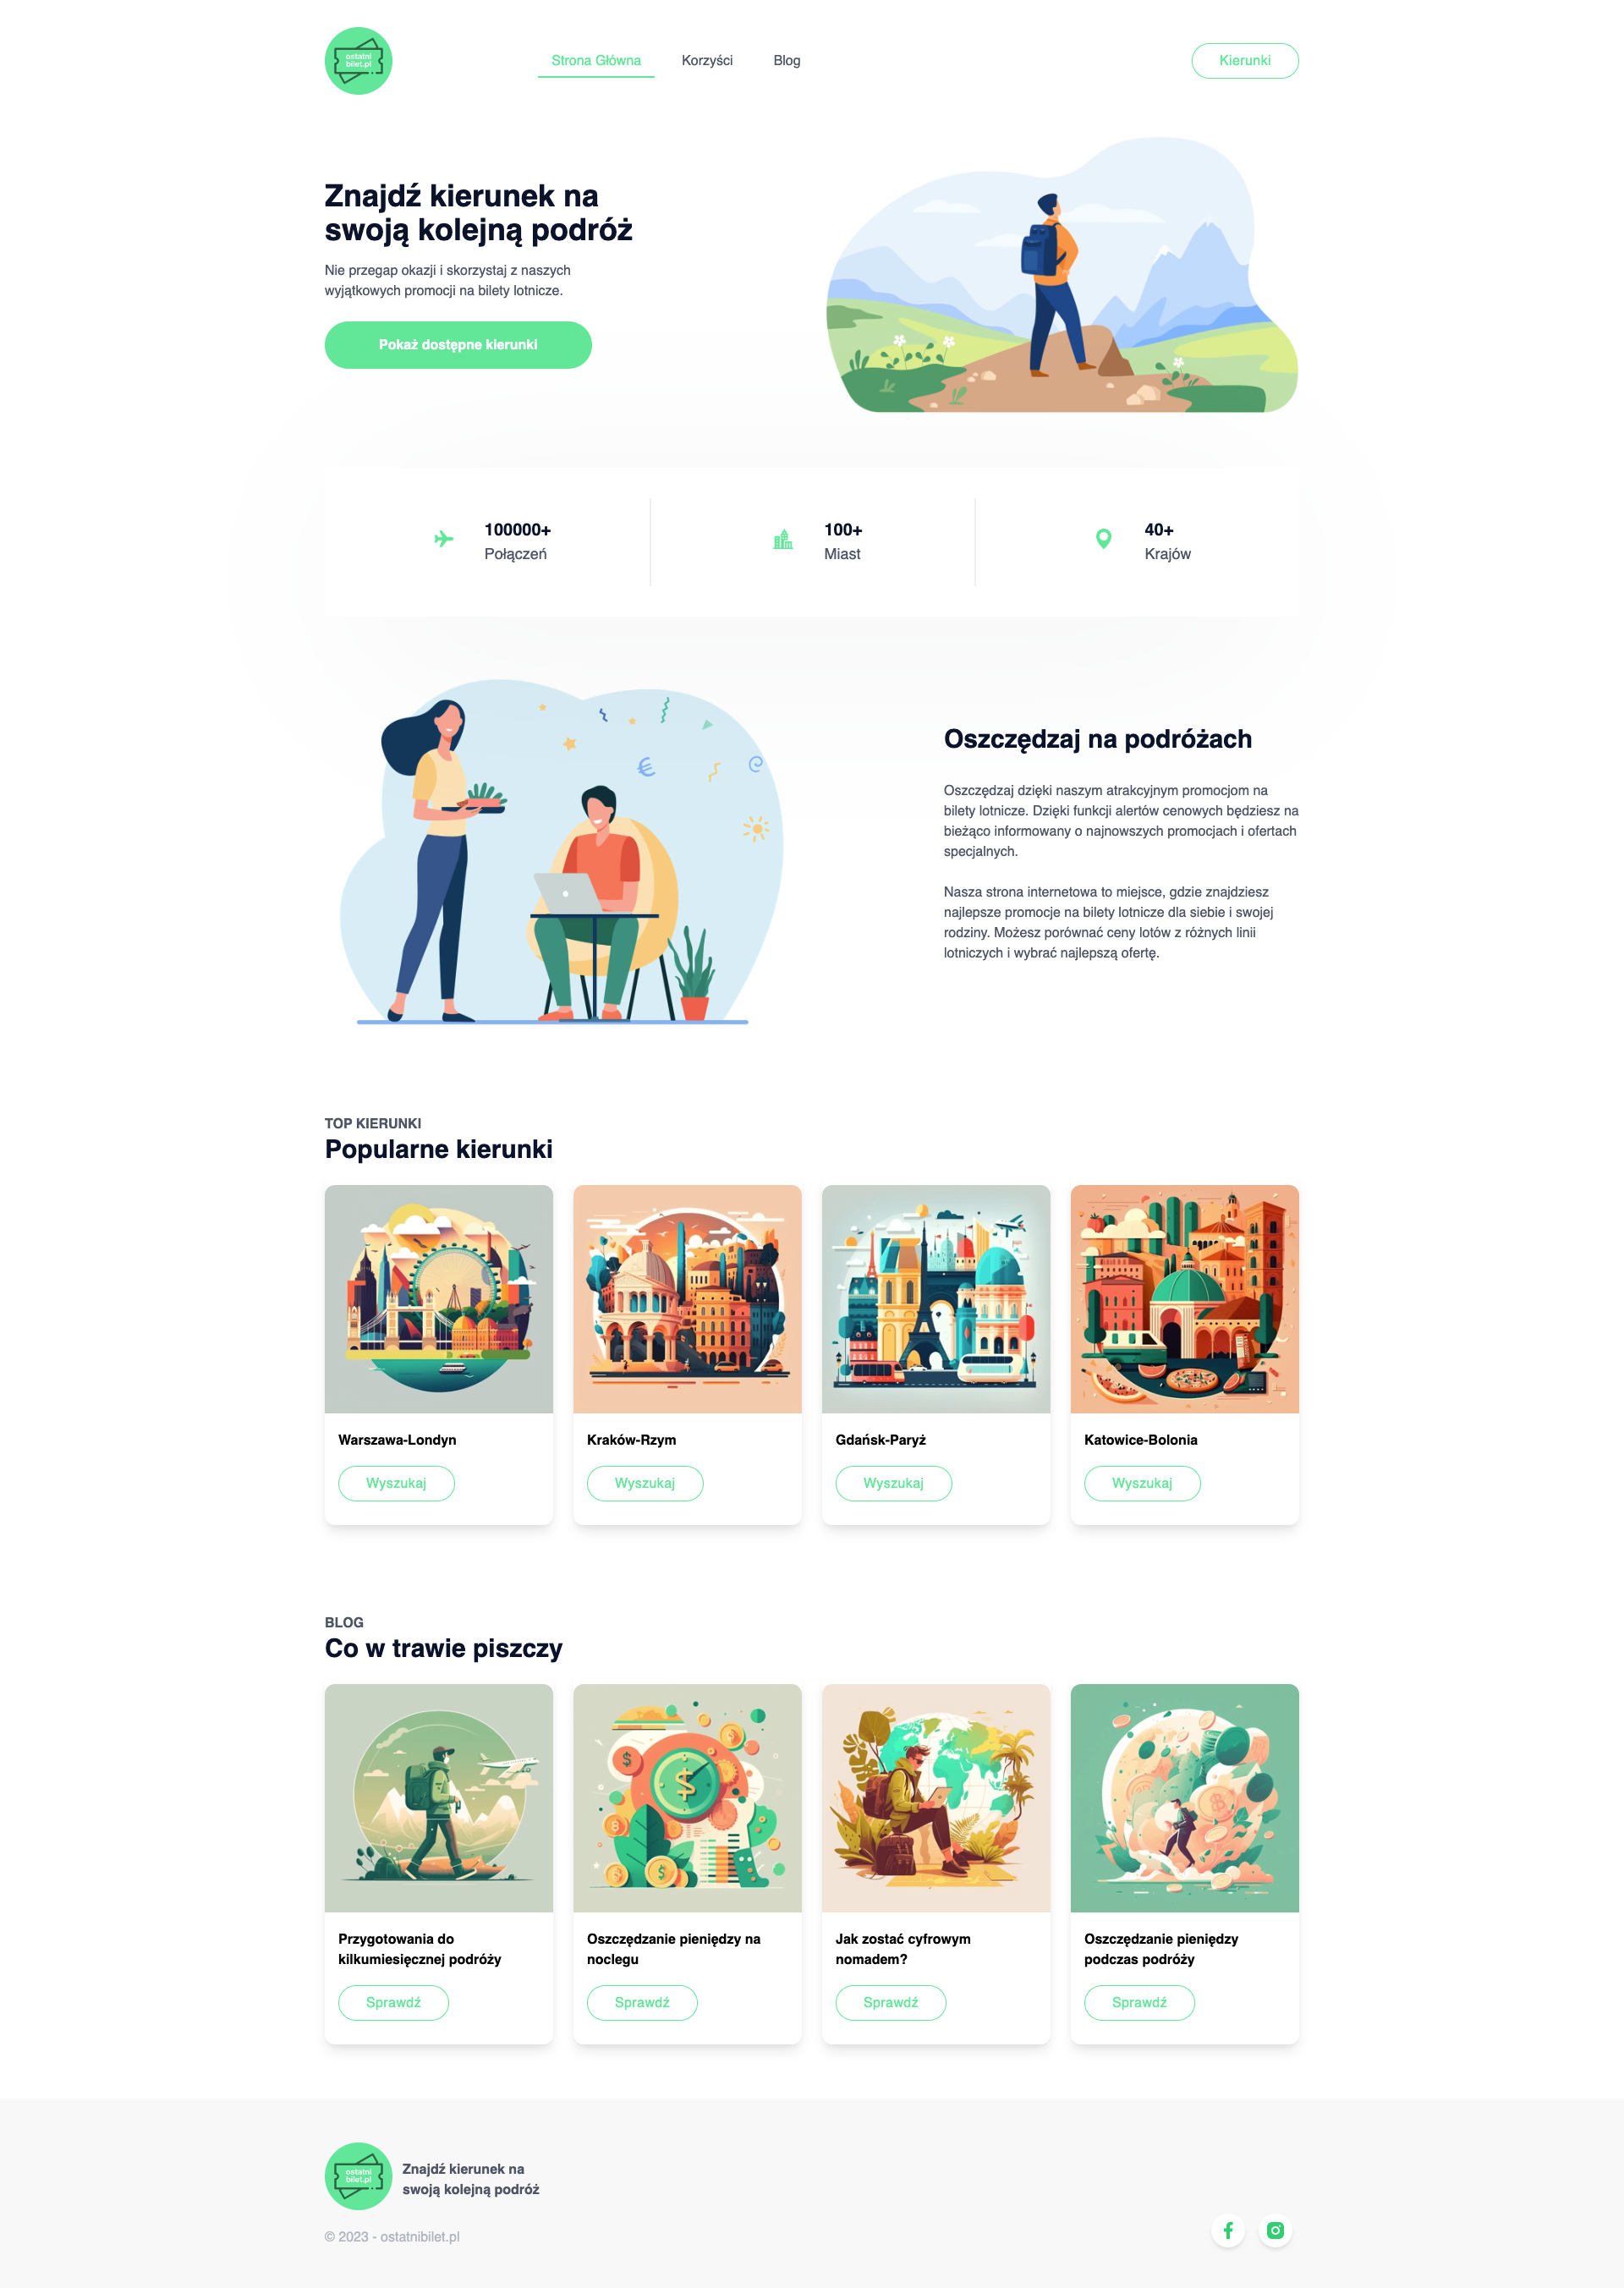 ostatni
bilet.pl
Strona Główna
Korzyści
Blog
Kierunki
Znajdź kierunek na
swoją kolejną podróż
Nie przegap okazji i skorzystaj z naszych
wyjątkowych promocji na bilety lotnicze.
Pokaż dostępne kierunki
100000+
Połączeń
100+
Miast
40+
Krajów
Oszczędzaj na podróżach
Oszczędzaj dzięki naszym atrakcyjnym promocjom na
bilety lotnicze. Dzięki funkcji alertów cenowych będziesz na
bieżąco informowany o najnowszych promocjach i ofertach
specjalnych.
Nasza strona internetowa to miejsce, gdzie znajdziesz
najlepsze promocje na bilety lotnicze dla siebie i swojej
rodziny. Możesz porównać ceny lotów z różnych linii
lotniczych i wybrać najlepszą ofertę.
TOP KIERUNKI
Popularne kierunki
Warszawa-Londyn
Wyszukaj
Kraków-Rzym
Wyszukaj
Gdańsk-Paryż
Wyszukaj
Katowice-Bolonia
Wyszukaj
BLOG
Co w trawie piszczy
Przygotowania do
kilkumiesięcznej podróży
Sprawdź
Oszczędzanie pieniędzy na
noclegu
Sprawdź
Jak zostać cyfrowym
nomadem?
Sprawdź
Oszczędzanie pieniędzy
podczas podróży
Sprawdź
ostatni
bilet.pl
Znajdź kierunek na
swoją kolejną podróż
© 2023 - ostatnibilet.pl